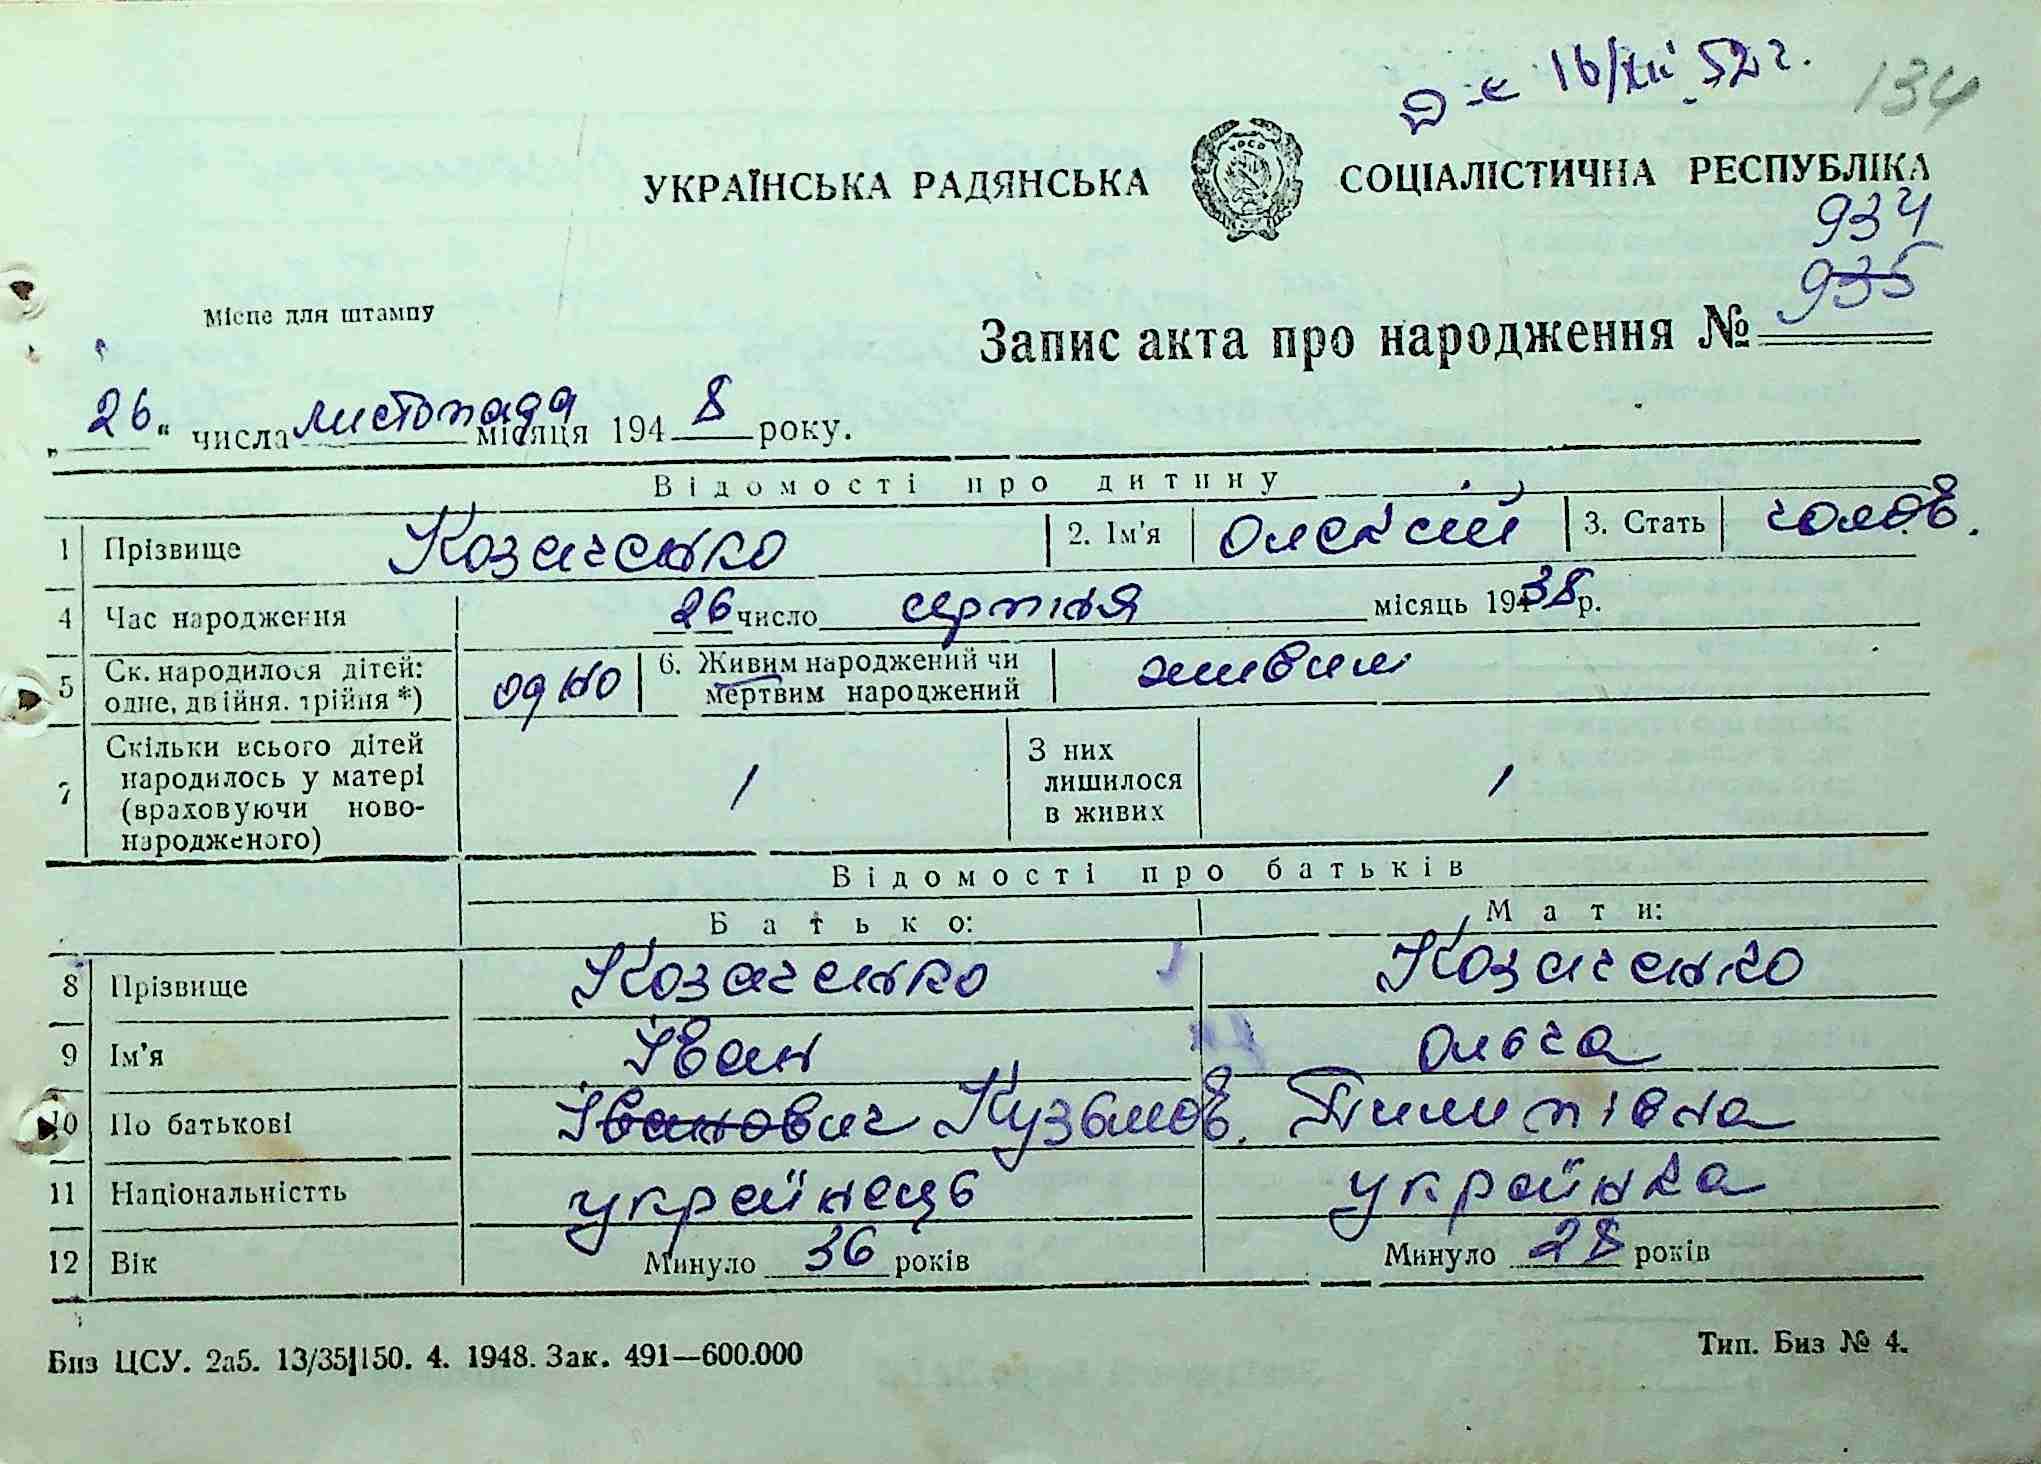 Д-е 16/XII 52 г.
134
УКРАЇНСЬКА РАДЯНСЬКА СОЦІАЛІСТИЧНА РЕСПУБЛІКА
934
Місце для штампу
Запис акта про народження № 935
„26“ числа листопада місяця 1948 року.
Відомості про дитину
1 Прізвище Козаченко 2. Ім'я Олексій 3. Стать чолов.
4 Час народження 26 число серпня місяць 1938 р.
5 Ск. народилося дітей: одне, двійня. трійня *) одно 6. Живим народжений чи мертвим народжений живим
7 Скільки всього дітей народилось у матері (враховуючи ново-народженого) 1 З них лишилося в живих 1
Відомості про батьків
Батько: Мати:
8 Прізвище Козаченко Козаченко
9 Ім'я Іван Ольга
10 По батькові Іванович Кузьмов. Пилипівна
11 Національністть українець українка
12 Вік Минуло 36 років Минуло 28 років
Биз ЦСУ. 2а5. 13/35|150. 4. 1948. Зак. 491—600.000
Тип. Биз № 4.